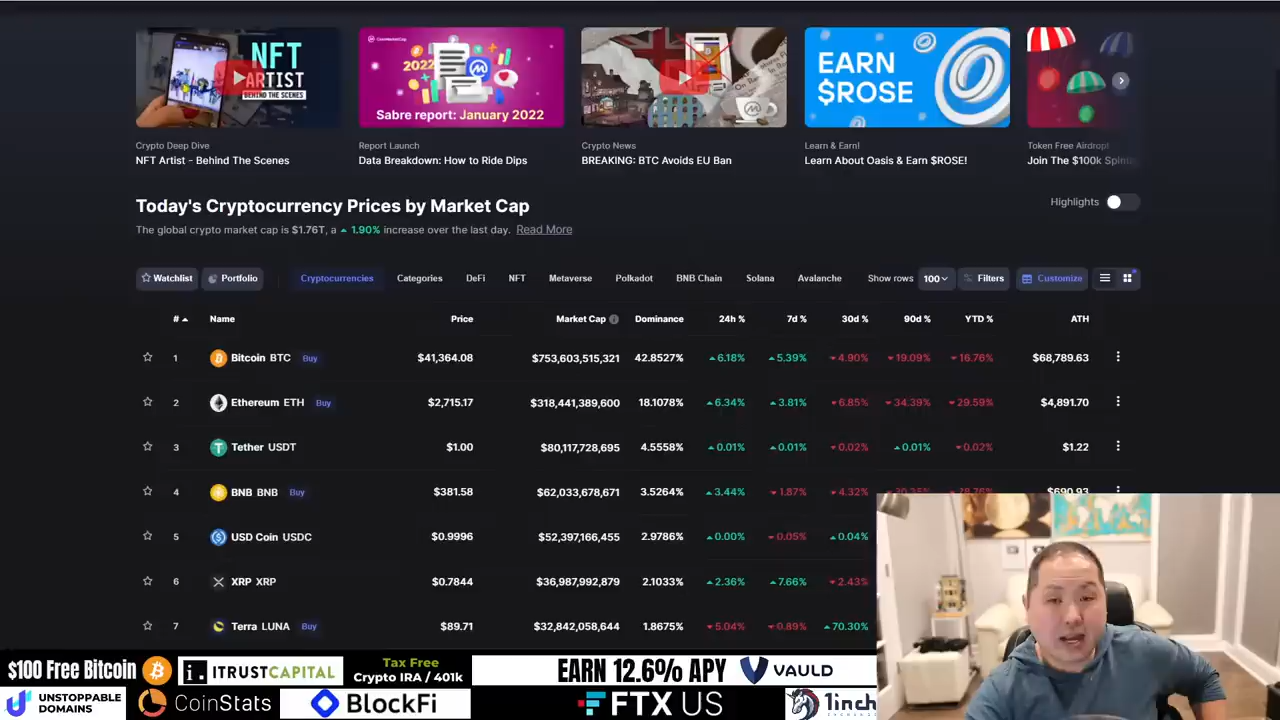 NFT
ARTIST
BEHIND THE SCENES
CoinMarketCap
2022
Sabre report: January 2022
EARN
$ROSE
Crypto Deep Dive
NFT Artist - Behind The Scenes
Report Launch
Data Breakdown: How to Ride Dips
Crypto News
BREAKING: BTC Avoids EU Ban
Learn & Earn!
Learn About Oasis & Earn $ROSE!
Token Free Airdrop!
Join The $100k
Today's Cryptocurrency Prices by Market Cap
Highlights
The global crypto market cap is $1.76T, a 1.90% increase over the last day. Read More
Watchlist Portfolio Cryptocurrencies Categories DeFi NFT Metaverse Polkadot BNB Chain Solana Avalanche Show rows 100 Filters Customize
# Name Price Market Cap Dominance 24h % 7d % 30d % 90d % YTD % ATH
1 Bitcoin BTC Buy $41,364.08 $753,603,515,321 42.8527% 6.18% 5.39% 4.90% 19.09% 16.76% $68,789.63
2 Ethereum ETH Buy $2,715.17 $318,441,389,600 18.1078% 6.34% 3.81% 6.85% 34.39% 29.59% $4,891.70
3 Tether USDT $1.00 $80,117,728,695 4.5558% 0.01% 0.01% 0.02% 0.01% 0.02% $1.22
4 BNB BNB Buy $381.58 $62,033,678,671 3.5264% 3.44% 1.87% 4.32% $690.93
5 USD Coin USDC $0.9996 $52,397,166,455 2.9786% 0.00% 0.05% 0.04%
6 XRP XRP $0.7844 $36,987,992,879 2.1033% 2.36% 7.66% 2.43%
7 Terra LUNA Buy $89.71 $32,842,058,644 1.8675% 5.04% 0.89% 70.30%
$100 Free Bitcoin ITRUSTCAPITAL Tax Free
Crypto IRA / 401k
EARN 12.6% APY VAULD
UNSTOPPABLE
DOMAINS
CoinStats BlockFi FTX US 1inch
EXCHANGE